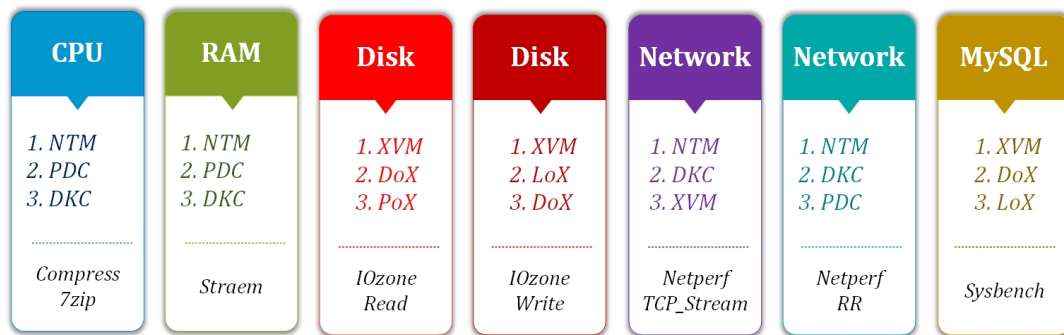 CPU
1. NTM
2. PDC
3. DKC
Compress
7zip
RAM
1. NTM
2. PDC
3. DKC
Straem
Disk
1. XVM
2. DoX
3. PoX
IOzone
Read
Disk
1. XVM
2. LoX
3. DoX
IOzone
Write
Network
1. NTM
2. DKC
3. XVM
Netperf
TCP_Stream
Network
1. NTM
2. DKC
3. PDC
Netperf
RR
MySQL
1. XVM
2. DoX
3. LoX
Sysbench